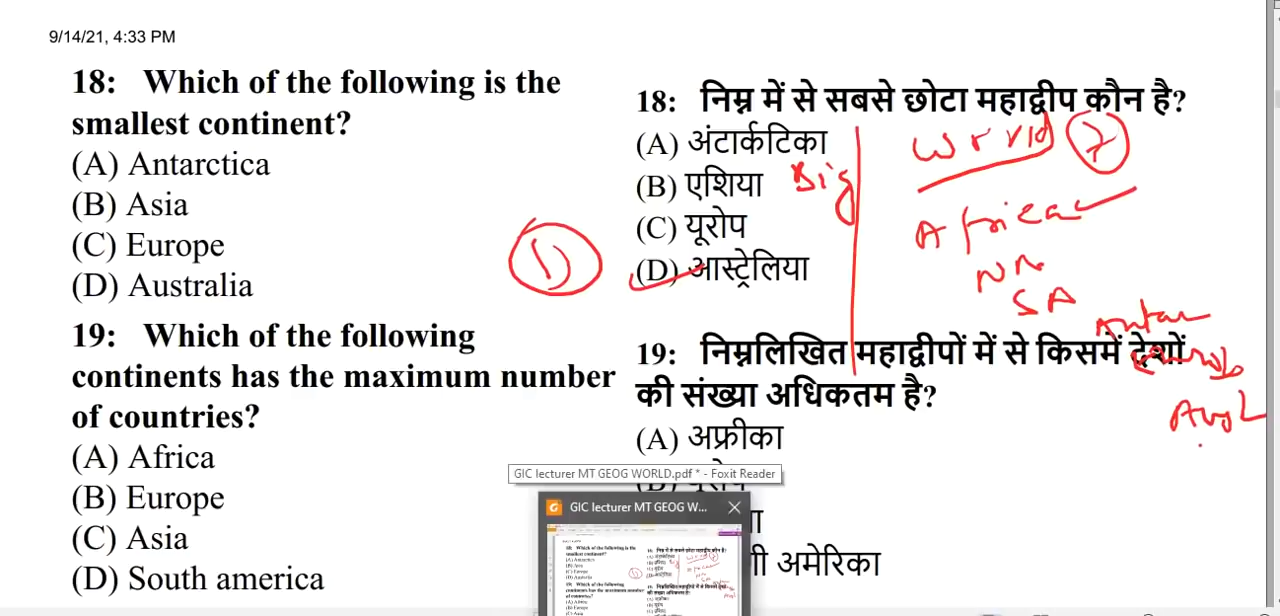 9/14/21, 4:33 PM
18: Which of the following is the
smallest continent?
(A) Antarctica
(B) Asia
(C) Europe
(D) Australia
19: Which of the following
continents has the maximum number
of countries?
(A) Africa
(B) Europe
(C) Asia
(D) South america
18: निम्न में से सबसे छोटा महाद्वीप कौन है?
(A) अंटार्कटिका
(B) एशिया Big
(C) यूरोप
(D) आस्ट्रेलिया
World 7
Africa
NA
SA
Antar
19: निम्नलिखित महाद्वीपों में से किसमें देशों
की संख्या अधिकतम है?
(A) अफ्रीका
अमेरिका
GIC lecturer MT GEOG WORLD.pdf * - Foxit Reader
GIC lecturer MT GEOG W...